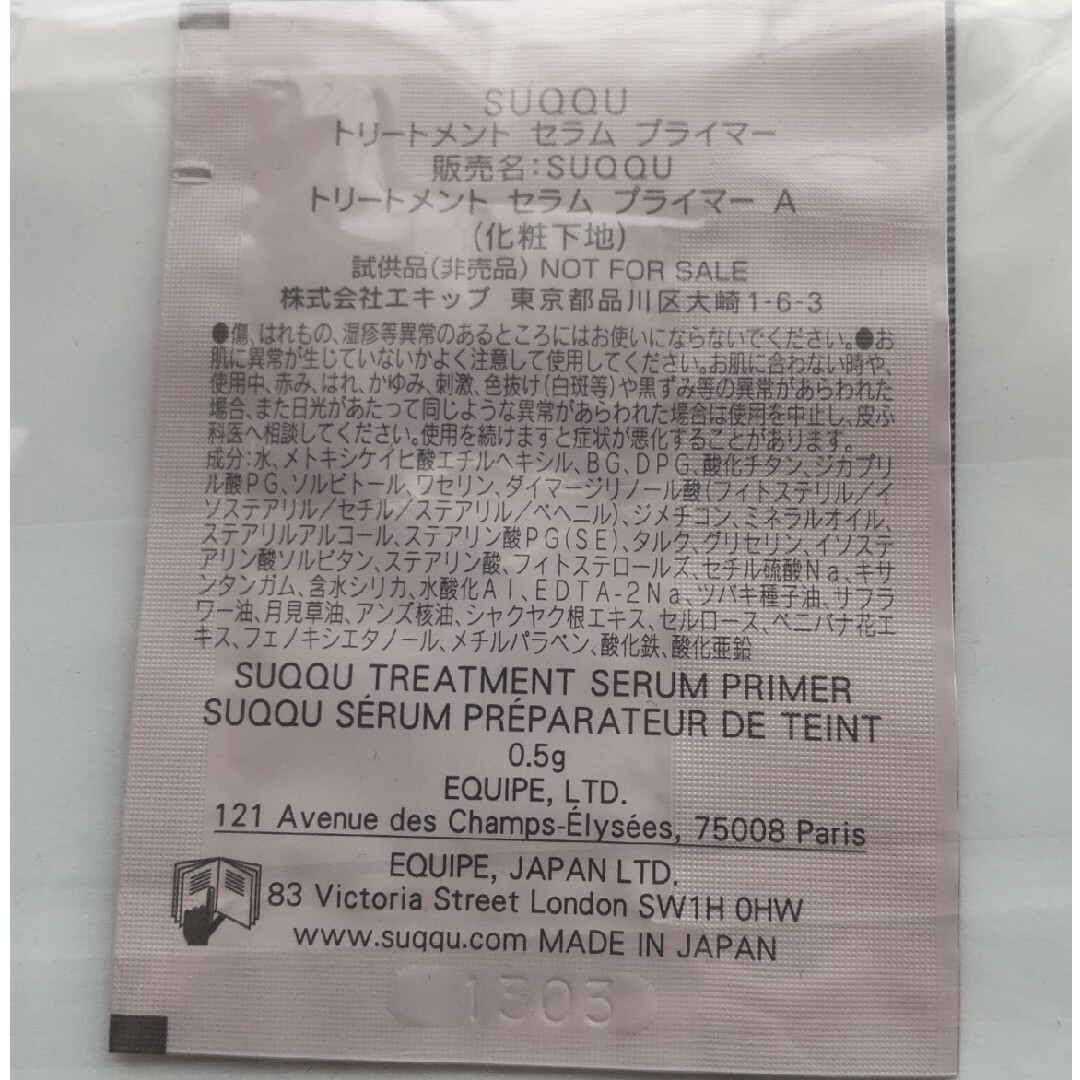 SUQQU
トリートメント セラム プライマー
販売名:SUQQU
トリートメント セラム プライマー A
(化粧下地)
試供品(非売品) NOT FOR SALE
株式会社エキップ 東京都品川区大崎1-6-3
●傷、はれもの、湿疹等異常のあるところにはお使いにならないでください。●お
肌に異常が生じていないかよく注意して使用してください。お肌に合わない時や、
使用中、赤み、はれ、かゆみ、刺激、色抜け(白斑等)や黒ずみ等の異常があらわれた
場合、また日光があたって同じような異常があらわれた場合は使用を中止し、皮ふ
科医へ相談してください。使用を続けますと症状が悪化することがあります。
成分:水、メトキシケイヒ酸エチルヘキシル、BG、DPG、酸化チタン、ジカプリ
ル酸PG、ソルビトール、ワセリン、ダイマージリノール酸(フィトステリル/イ
ソステアリル/セチル/ステアリル/ベヘニル)、ジメチコン、ミネラルオイル、
ステアリルアルコール、ステアリン酸PG(SE)、タルク、グリセリン、イソステ
アリン酸ソルビタン、ステアリン酸、フィトステロールズ、セチル硫酸Na、キサ
ンタンガム、含水シリカ、水酸化Al、EDTA-2Na、ツバキ種子油、サフラ
ワー油、月見草油、アンズ核油、シャクヤク根エキス、セルロース、ベニバナ花エ
キス、フェノキシエタノール、メチルパラベン、酸化鉄、酸化亜鉛
SUQQU TREATMENT SERUM PRIMER
SUQQU SÉRUM PRÉPARATEUR DE TEINT
0.5g
EQUIPE, LTD.
121 Avenue des Champs-Élysées, 75008 Paris
EQUIPE, JAPAN LTD.
83 Victoria Street London SW1H 0HW
www.suqqu.com MADE IN JAPAN
1303